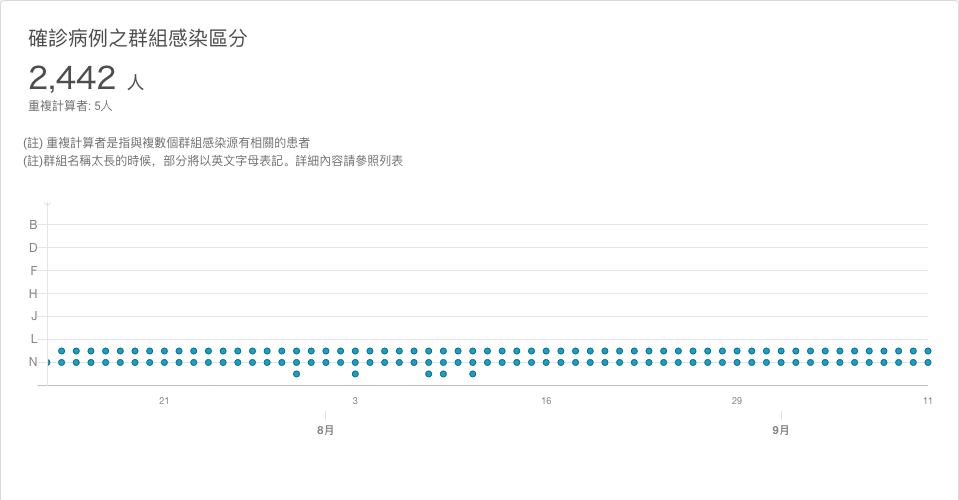 確診病例之群組感染區分
2,442 人
重複計算者: 5人
(註) 重複計算者是指與複數個群組感染源有相關的患者
(註)群組名稱太長的時候，部分將以英文字母表記。詳細內容請參照列表
B
D
F
H
J
L
N
21 3 16 29 11
8月 9月